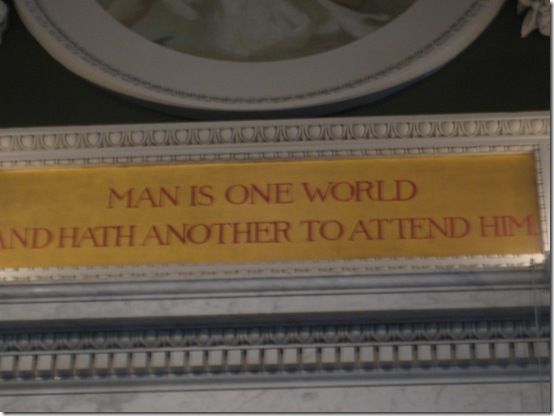 MAN IS ONE WORLD
AND HATH ANOTHER TO ATTEND HIM.